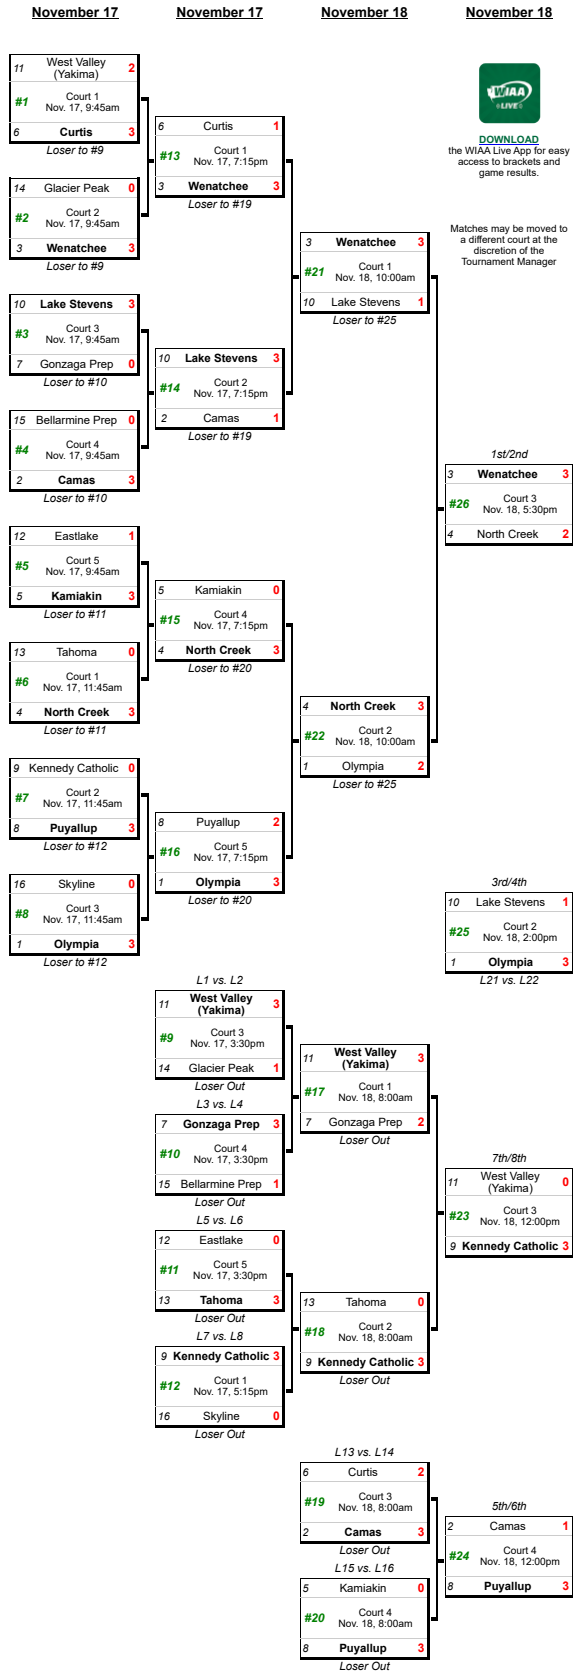 November 17
November 17
November 18
November 18
11 West Valley (Yakima) 2
#1 Court 1
Nov. 17, 9:45am
6 Curtis 3
Loser to #9
14 Glacier Peak 0
#2 Court 2
Nov. 17, 9:45am
3 Wenatchee 3
Loser to #9
10 Lake Stevens 3
#3 Court 3
Nov. 17, 9:45am
7 Gonzaga Prep 0
Loser to #10
15 Bellarmine Prep 0
#4 Court 4
Nov. 17, 9:45am
2 Camas 3
Loser to #10
12 Eastlake 1
#5 Court 5
Nov. 17, 9:45am
5 Kamiakin 3
Loser to #11
13 Tahoma 0
#6 Court 1
Nov. 17, 11:45am
4 North Creek 3
Loser to #11
9 Kennedy Catholic 0
#7 Court 2
Nov. 17, 11:45am
8 Puyallup 3
Loser to #12
16 Skyline 0
#8 Court 3
Nov. 17, 11:45am
1 Olympia 3
Loser to #12
6 Curtis 1
#13 Court 1
Nov. 17, 7:15pm
3 Wenatchee 3
Loser to #19
10 Lake Stevens 3
#14 Court 2
Nov. 17, 7:15pm
2 Camas 1
Loser to #19
5 Kamiakin 0
#15 Court 4
Nov. 17, 7:15pm
4 North Creek 3
Loser to #20
8 Puyallup 2
#16 Court 5
Nov. 17, 7:15pm
1 Olympia 3
Loser to #20
3 Wenatchee 3
#21 Court 1
Nov. 18, 10:00am
10 Lake Stevens 1
Loser to #25
4 North Creek 3
#22 Court 2
Nov. 18, 10:00am
1 Olympia 2
Loser to #25
WIAA
LIVE
DOWNLOAD
the WIAA Live App for easy
access to brackets and
game results.
Matches may be moved to
a different court at the
discretion of the
Tournament Manager
1st/2nd
3 Wenatchee 3
#26 Court 3
Nov. 18, 5:30pm
4 North Creek 2
3rd/4th
10 Lake Stevens 1
#25 Court 2
Nov. 18, 2:00pm
1 Olympia 3
L21 vs. L22
L1 vs. L2
11 West Valley (Yakima) 3
#9 Court 3
Nov. 17, 3:30pm
14 Glacier Peak 1
Loser Out
L3 vs. L4
7 Gonzaga Prep 3
#10 Court 4
Nov. 17, 3:30pm
15 Bellarmine Prep 1
Loser Out
L5 vs. L6
12 Eastlake 0
#11 Court 5
Nov. 17, 3:30pm
13 Tahoma 3
Loser Out
L7 vs. L8
9 Kennedy Catholic 3
#12 Court 1
Nov. 17, 5:15pm
16 Skyline 0
Loser Out
11 West Valley (Yakima) 3
#17 Court 1
Nov. 18, 8:00am
7 Gonzaga Prep 2
Loser Out
13 Tahoma 0
#18 Court 2
Nov. 18, 8:00am
9 Kennedy Catholic 3
Loser Out
7th/8th
11 West Valley (Yakima) 0
#23 Court 3
Nov. 18, 12:00pm
9 Kennedy Catholic 3
L13 vs. L14
6 Curtis 2
#19 Court 3
Nov. 18, 8:00am
2 Camas 3
Loser Out
L15 vs. L16
5 Kamiakin 0
#20 Court 4
Nov. 18, 8:00am
8 Puyallup 3
Loser Out
5th/6th
2 Camas 1
#24 Court 4
Nov. 18, 12:00pm
8 Puyallup 3